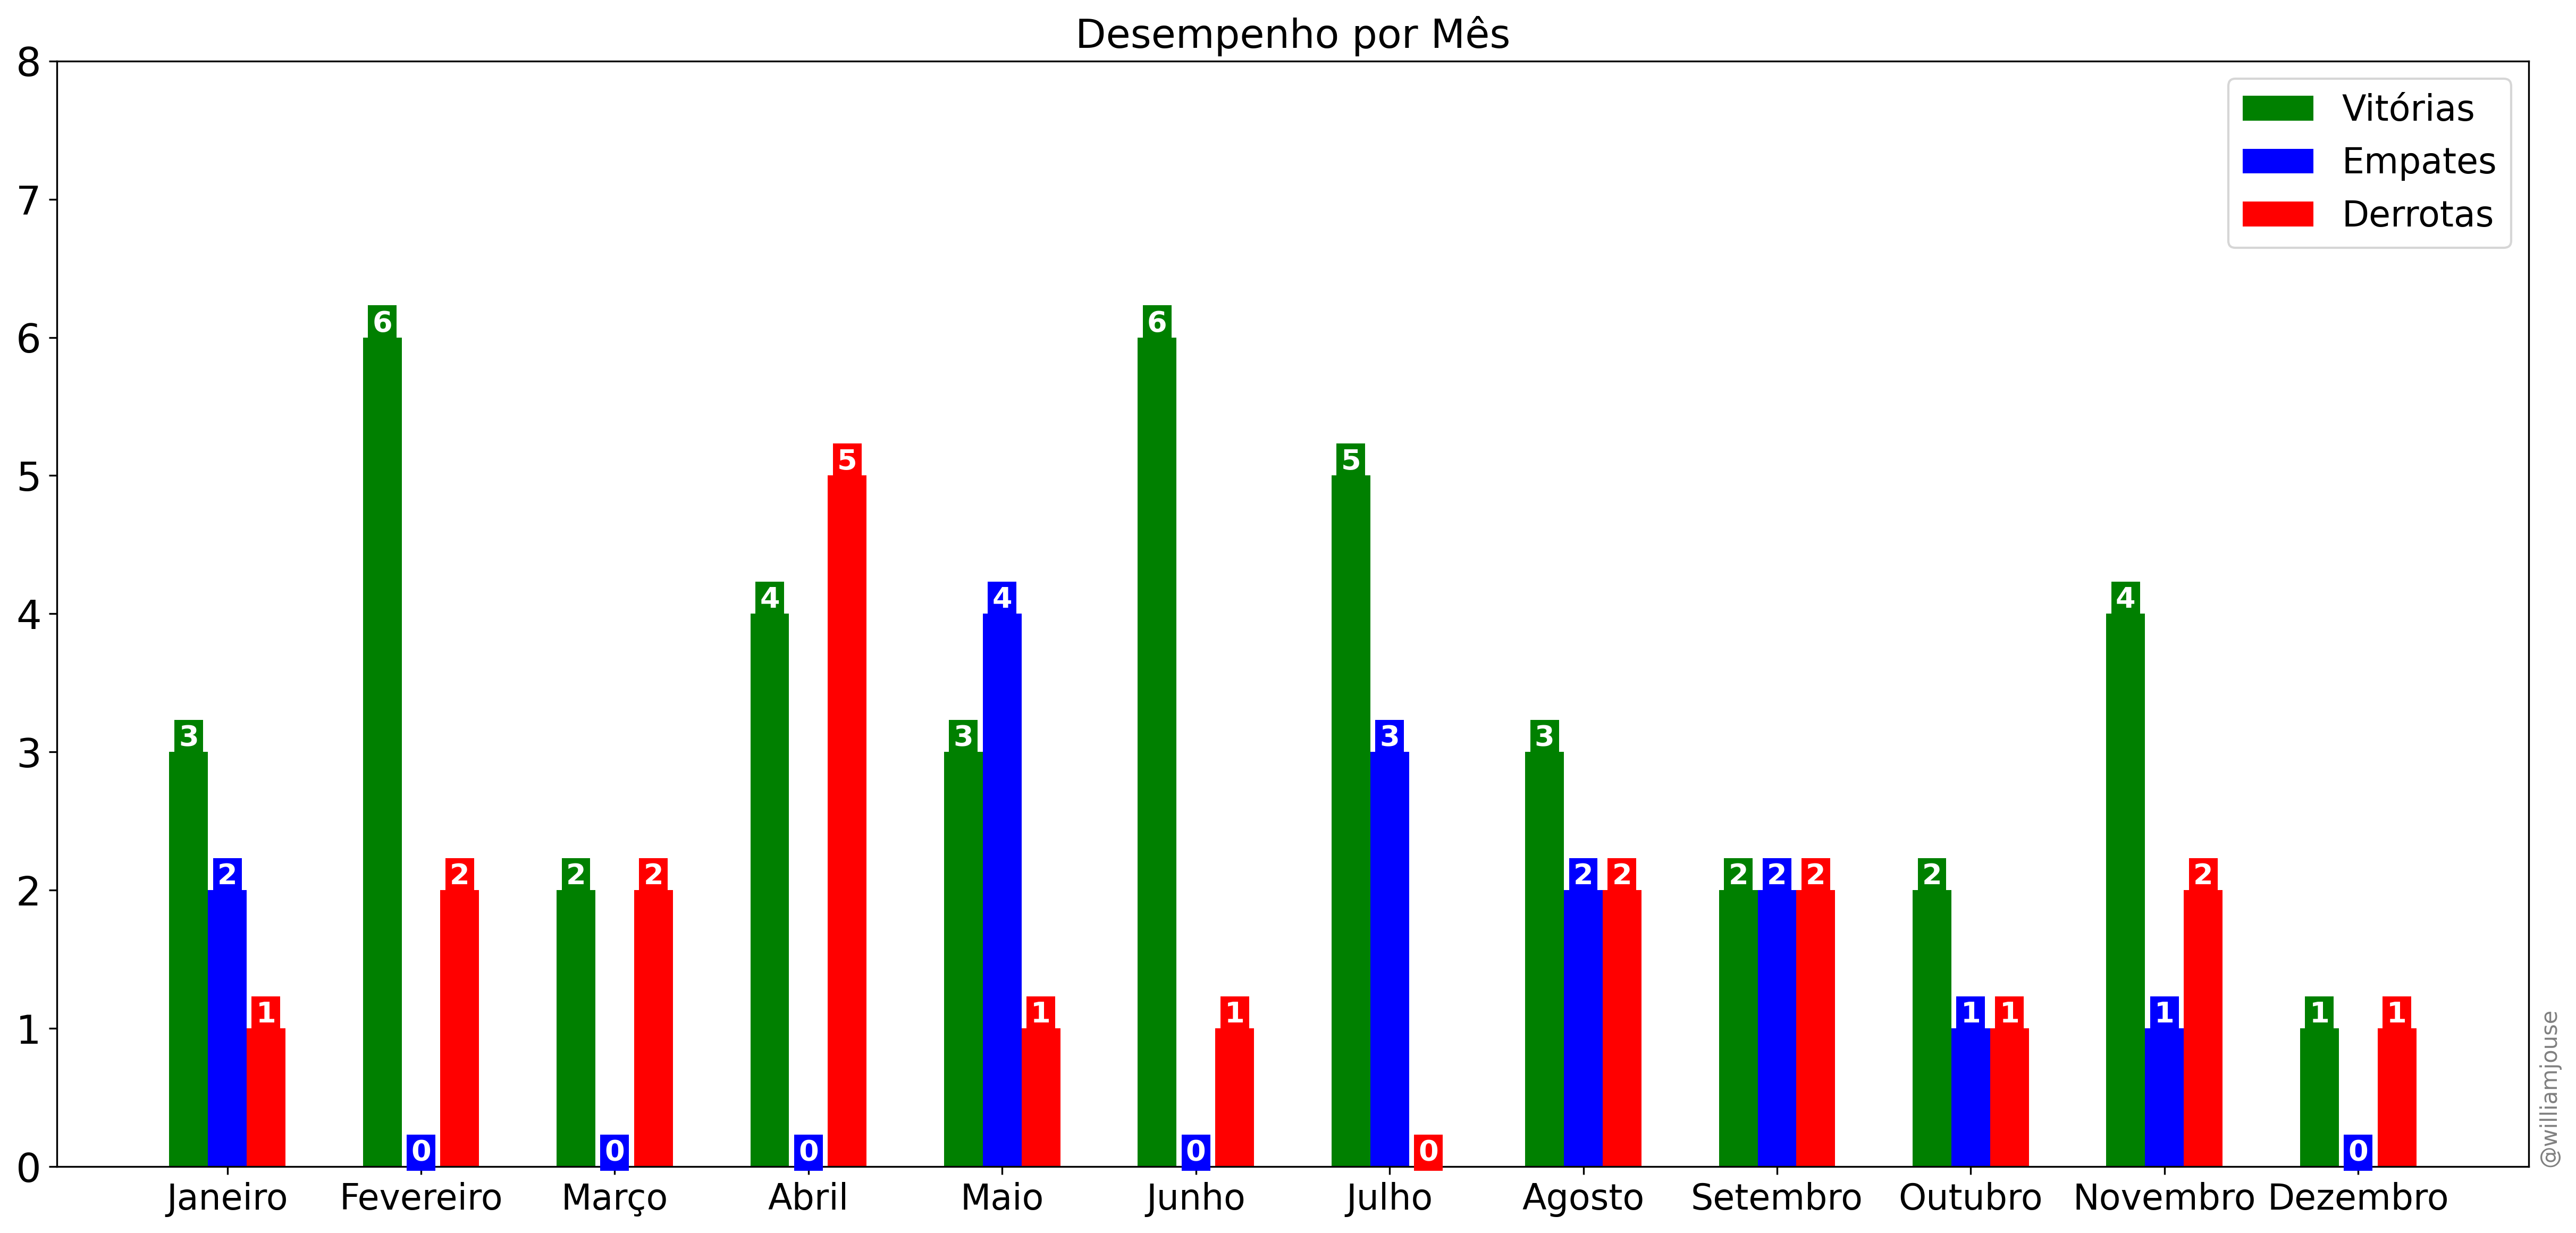 Desempenho por Mês
8
7
6
5
4
3
2
1
0
Vitórias
Empates
Derrotas
3 2 1
6 0 2
2 0 2
4 0 5
3 4 1
6 0 1
5 3 0
3 2 2
2 2 2
2 1 1
4 1 2
1 0 1
Janeiro Fevereiro Março Abril Maio Junho Julho Agosto Setembro Outubro Novembro Dezembro
@williamjouse